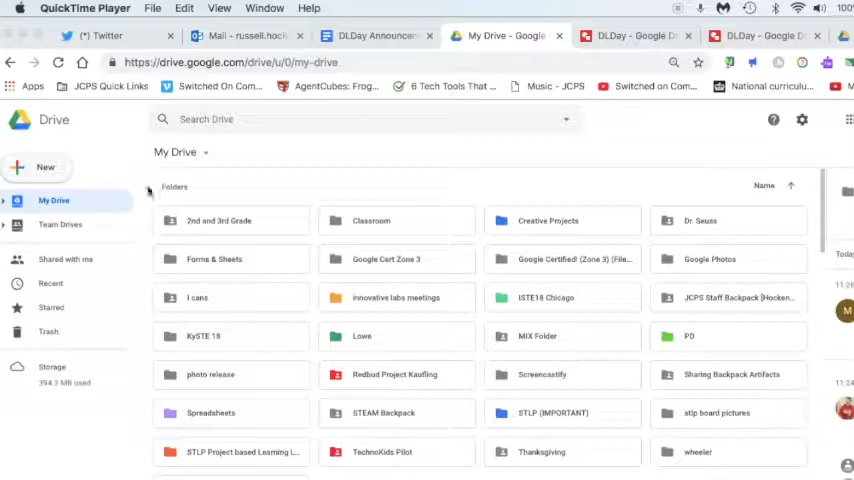 QuickTime Player File Edit View Window Help 100%
(*) Twitter
Mail - russell.hock
DLDay Announcem
My Drive - Google
DLDay - Google Dr
DLDay - Google Do
https://drive.google.com/drive/u/0/my-drive
Apps JCPS Quick Links Switched On Com... AgentCubes: Frog... 6 Tech Tools That ... Music - JCPS Switched on Comp... National curriculu...
Drive
Search Drive
My Drive
New
Folders Name
My Drive
2nd and 3rd Grade Classroom Creative Projects Dr. Seuss
Team Drives
Today
Shared with me
Forms & Sheets Google Cert Zone 3 Google Certified! (Zone 3) (File... Google Photos
Recent
11:26
I cans innovative labs meetings ISTE18 Chicago JCPS Staff Backpack [Hocken...
Starred
M
Trash
KySTE 18 Lowe MIX Folder PD
Storage
394.3 MB used
photo release Redbud Project Kaufling Screencastify Sharing Backpack Artifacts
11:24
Spreadsheets STEAM Backpack STLP (IMPORTANT) stlp board pictures
STLP Project based Learning L... TechnoKids Pilot Thanksgiving wheeler